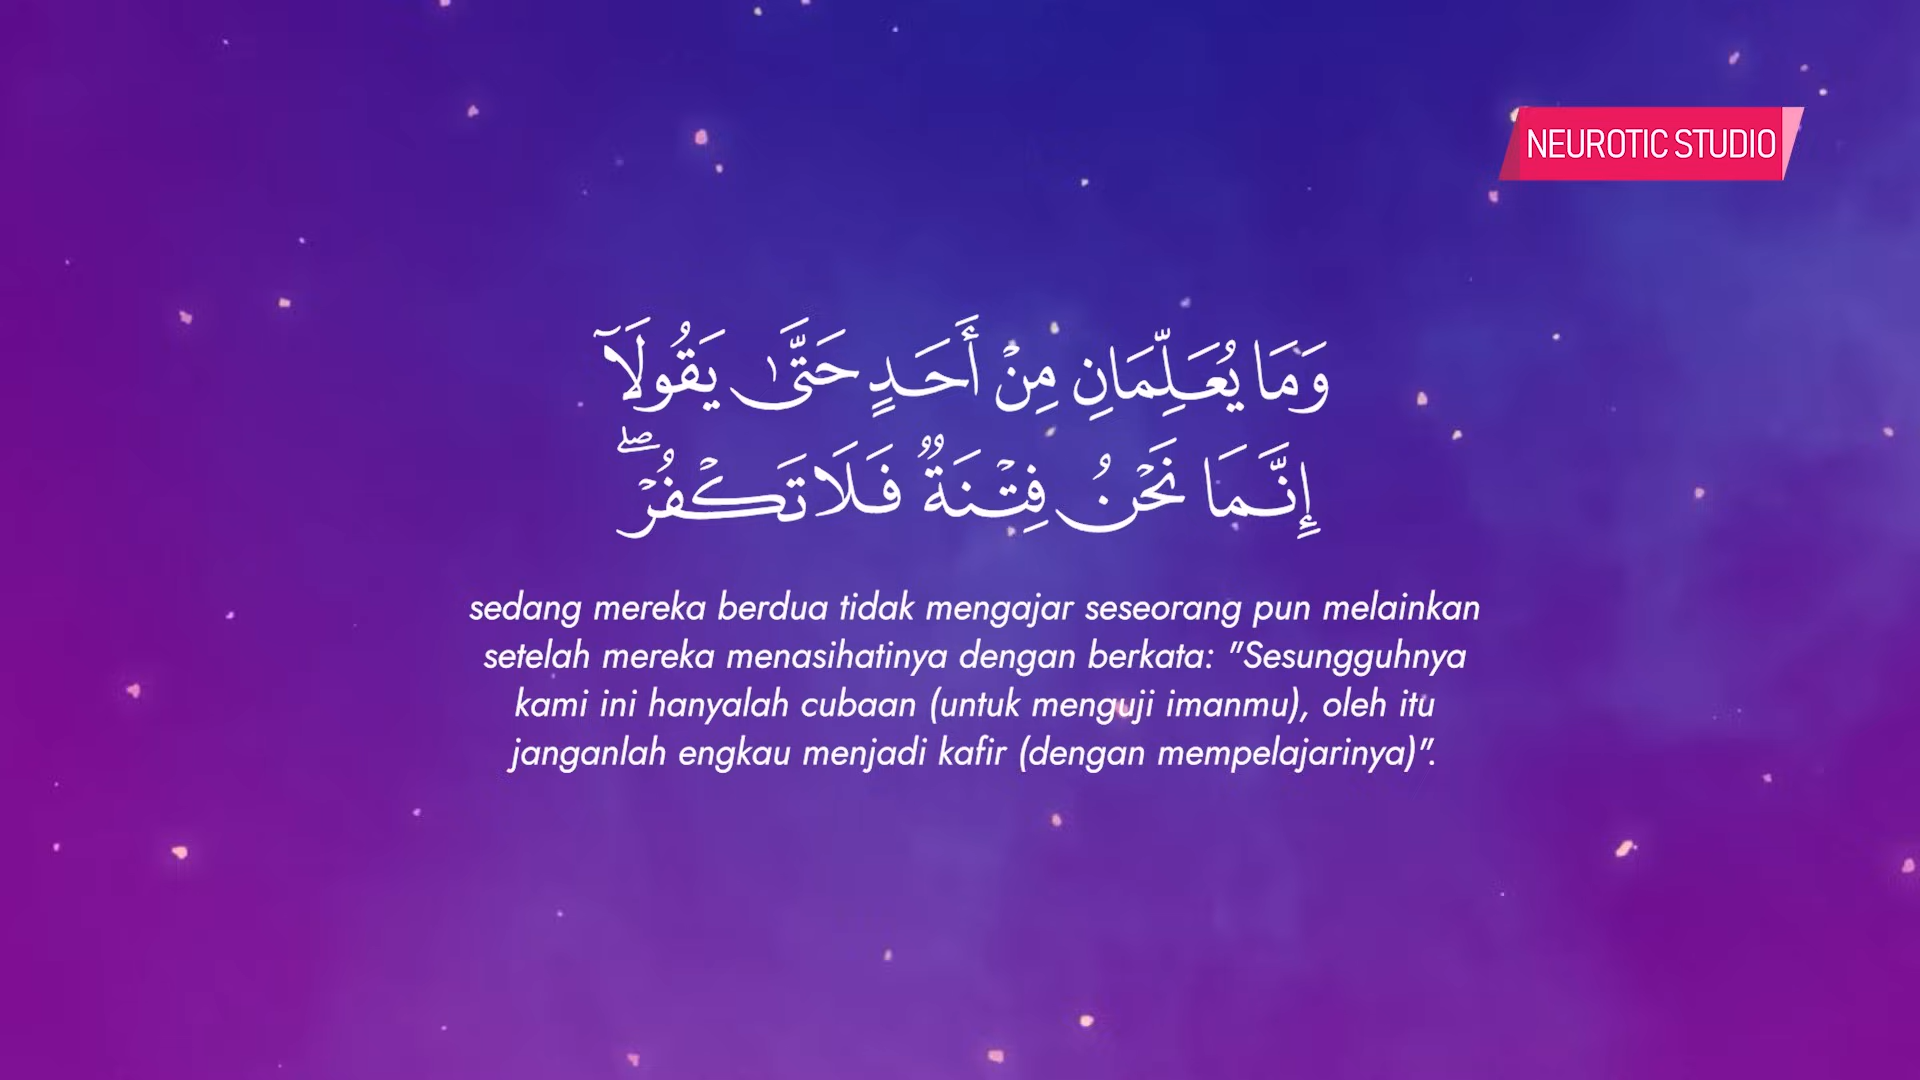 NEUROTIC STUDIO
وَمَا يُعَلِّمَانِ مِنْ أَحَدٍ حَتَّىٰ يَقُولَآ
إِنَّمَا نَحْنُ فِتْنَةٌ فَلَا تَكْفُرْ ۖ
sedang mereka berdua tidak mengajar seseorang pun melainkan
setelah mereka menasihatinya dengan berkata: "Sesungguhnya
kami ini hanyalah cubaan (untuk menguji imanmu), oleh itu
janganlah engkau menjadi kafir (dengan mempelajarinya)".